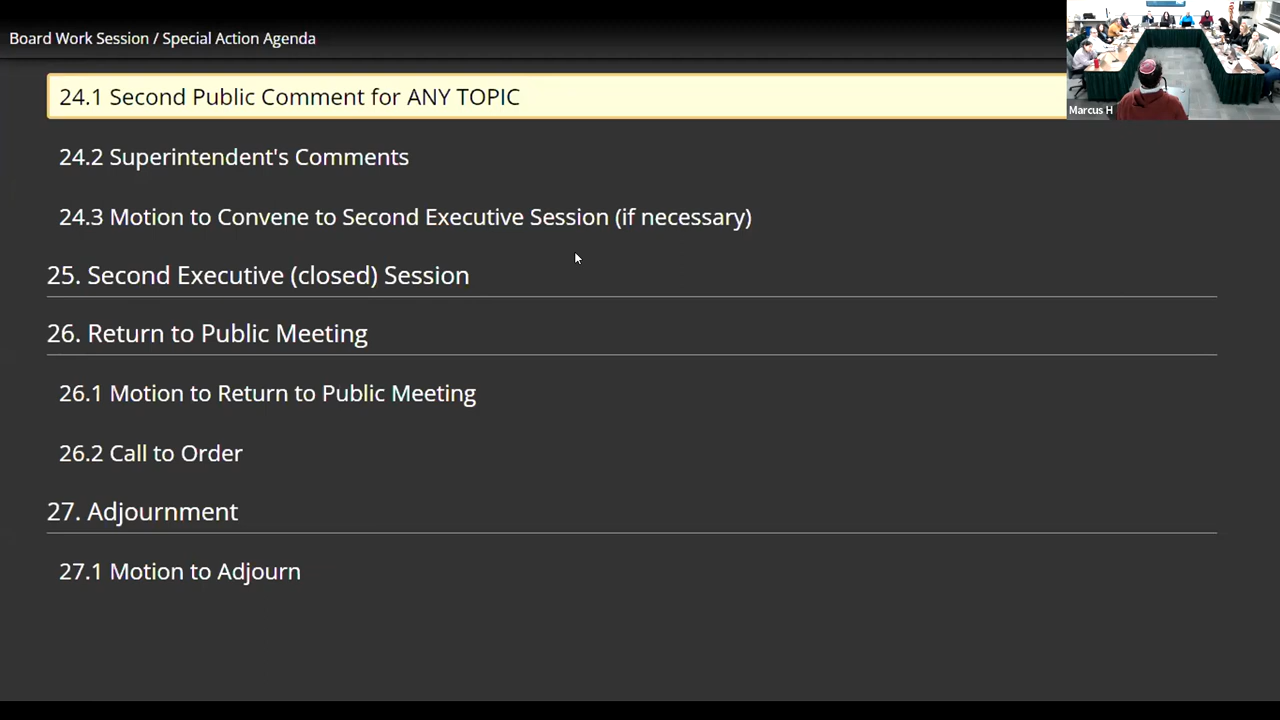 Board Work Session / Special Action Agenda
24.1 Second Public Comment for ANY TOPIC
Marcus H
24.2 Superintendent's Comments
24.3 Motion to Convene to Second Executive Session (if necessary)
25. Second Executive (closed) Session
26. Return to Public Meeting
26.1 Motion to Return to Public Meeting
26.2 Call to Order
27. Adjournment
27.1 Motion to Adjourn